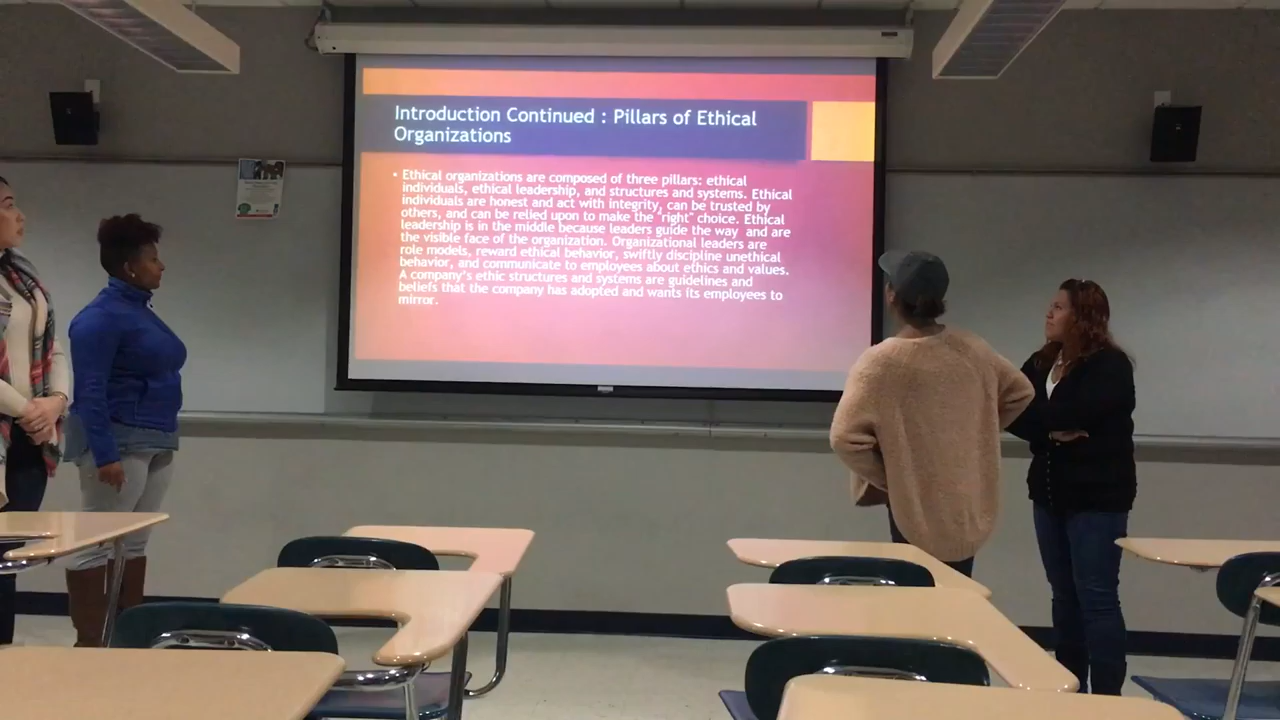 Introduction Continued : Pillars of Ethical
Organizations
• Ethical organizations are composed of three pillars: ethical
individuals, ethical leadership, and structures and systems. Ethical
individuals are honest and act with integrity, can be trusted by
others, and can be relied upon to make the "right" choice. Ethical
leadership is in the middle because leaders guide the way and are
the visible face of the organization. Organizational leaders are
role models, reward ethical behavior, swiftly discipline unethical
behavior, and communicate to employees about ethics and values.
A company's ethic structures and systems are guidelines and
beliefs that the company has adopted and wants its employees to
mirror.